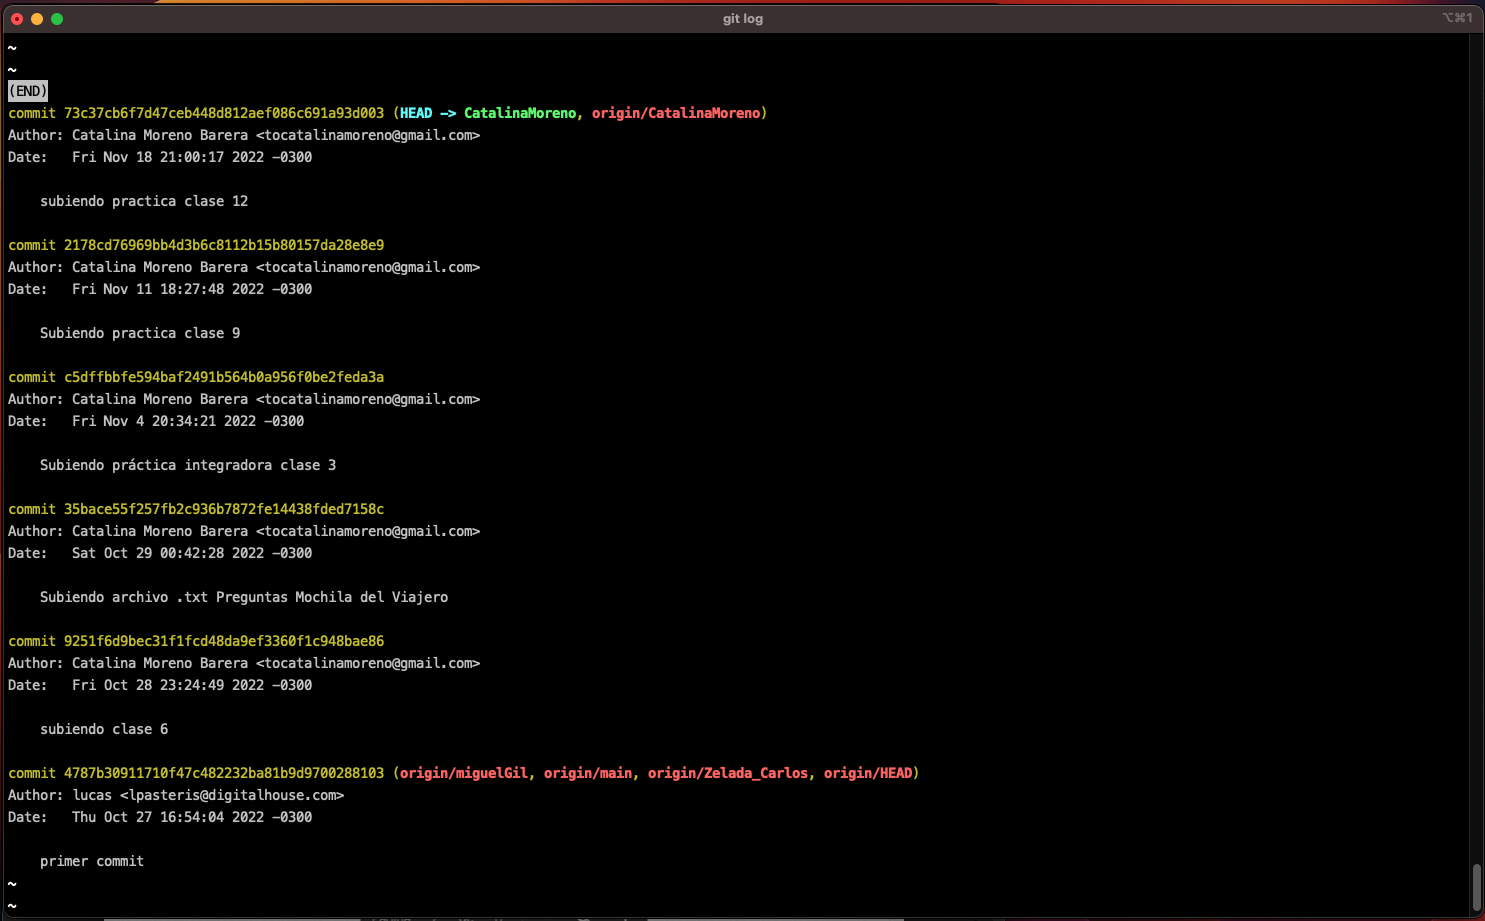 git log
⌥⌘1
~
~
(END)
commit 73c37cb6f7d47ceb448d812aef086c691a93d003 (HEAD -> CatalinaMoreno, origin/CatalinaMoreno)
Author: Catalina Moreno Barera <tocatalinamoreno@gmail.com>
Date:   Fri Nov 18 21:00:17 2022 -0300
subiendo practica clase 12
commit 2178cd76969bb4d3b6c8112b15b80157da28e8e9
Author: Catalina Moreno Barera <tocatalinamoreno@gmail.com>
Date:   Fri Nov 11 18:27:48 2022 -0300
Subiendo practica clase 9
commit c5dffbbfe594baf2491b564b0a956f0be2feda3a
Author: Catalina Moreno Barera <tocatalinamoreno@gmail.com>
Date:   Fri Nov 4 20:34:21 2022 -0300
Subiendo práctica integradora clase 3
commit 35bace55f257fb2c936b7872fe14438fded7158c
Author: Catalina Moreno Barera <tocatalinamoreno@gmail.com>
Date:   Sat Oct 29 00:42:28 2022 -0300
Subiendo archivo .txt Preguntas Mochila del Viajero
commit 9251f6d9bec31f1fcd48da9ef3360f1c948bae86
Author: Catalina Moreno Barera <tocatalinamoreno@gmail.com>
Date:   Fri Oct 28 23:24:49 2022 -0300
subiendo clase 6
commit 4787b30911710f47c482232ba81b9d9700288103 (origin/miguelGil, origin/main, origin/Zelada_Carlos, origin/HEAD)
Author: lucas <lpasteris@digitalhouse.com>
Date:   Thu Oct 27 16:54:04 2022 -0300
primer commit
~
~